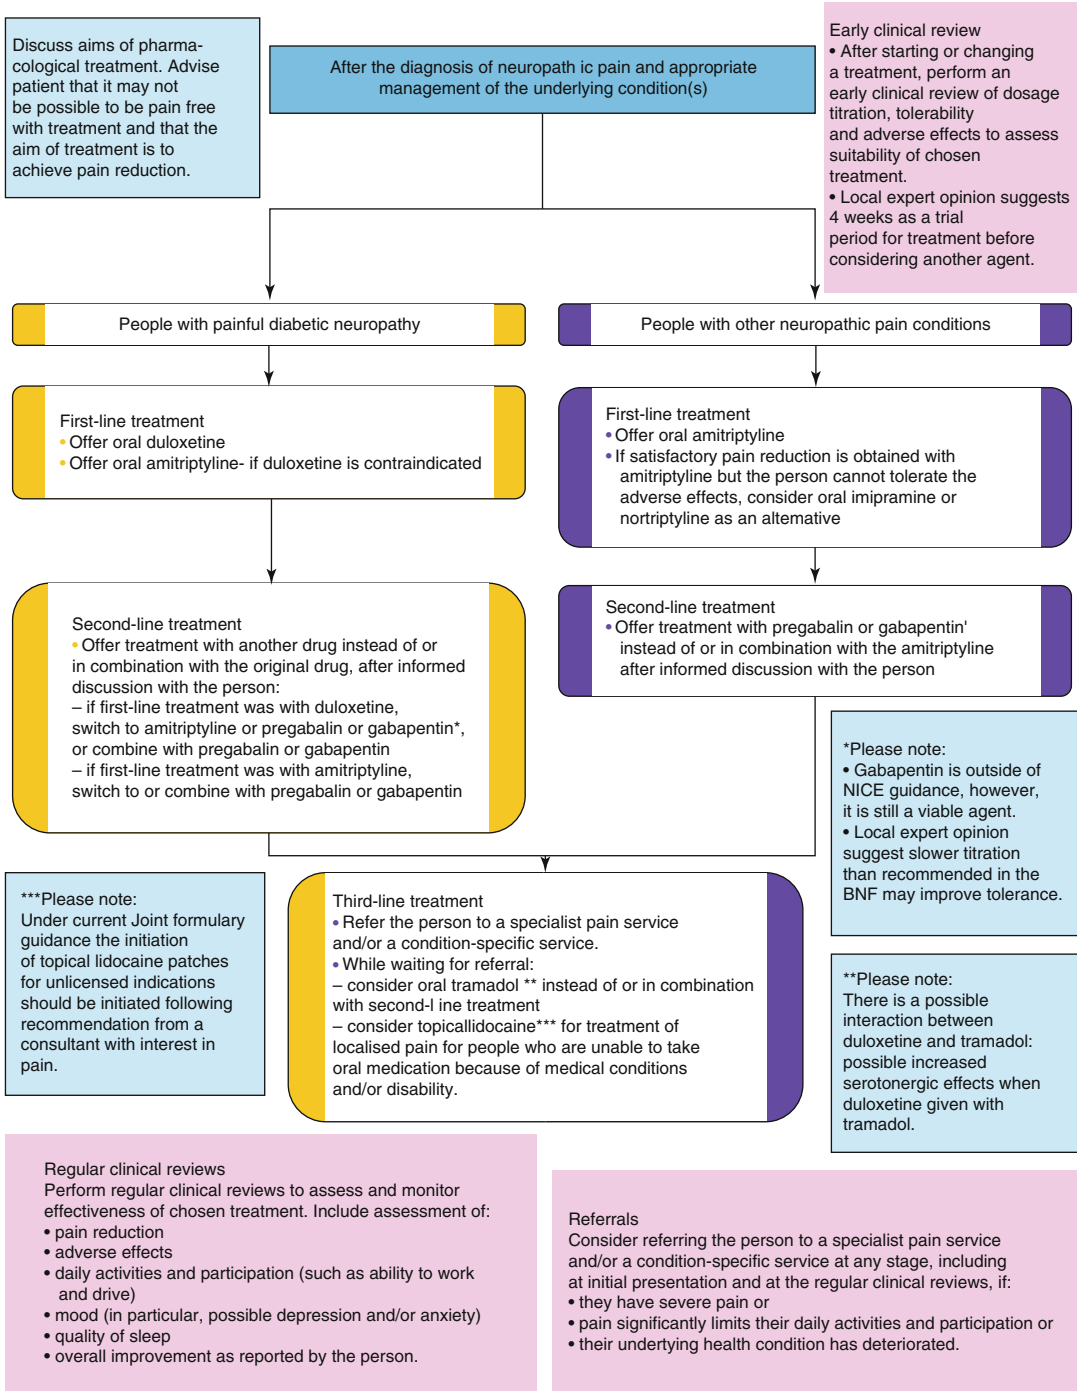 Discuss aims of pharma-
cological treatment. Advise
patient that it may not
be possible to be pain free
with treatment and that the
aim of treatment is to
achieve pain reduction.
After the diagnosis of neuropath ic pain and appropriate
management of the underlying condition(s)
Early clinical review
• After starting or changing
a treatment, perform an
early clinical review of dosage
titration, tolerability
and adverse effects to assess
suitability of chosen
treatment.
• Local expert opinion suggests
4 weeks as a trial
period for treatment before
considering another agent.
People with painful diabetic neuropathy
People with other neuropathic pain conditions
First-line treatment
• Offer oral duloxetine
• Offer oral amitriptyline- if duloxetine is contraindicated
First-line treatment
• Offer oral amitriptyline
• If satisfactory pain reduction is obtained with
amitriptyline but the person cannot tolerate the
adverse effects, consider oral imipramine or
nortriptyline as an altemative
Second-line treatment
• Offer treatment with another drug instead of or
in combination with the original drug, after informed
discussion with the person:
– if first-line treatment was with duloxetine,
switch to amitriptyline or pregabalin or gabapentin*,
or combine with pregabalin or gabapentin
– if first-line treatment was with amitriptyline,
switch to or combine with pregabalin or gabapentin
Second-line treatment
• Offer treatment with pregabalin or gabapentin'
instead of or in combination with the amitriptyline
after informed discussion with the person
*Please note:
• Gabapentin is outside of
NICE guidance, however,
it is still a viable agent.
• Local expert opinion
suggest slower titration
than recommended in the
BNF may improve tolerance.
***Please note:
Under current Joint formulary
guidance the initiation
of topical lidocaine patches
for unlicensed indications
should be initiated following
recommendation from a
consultant with interest in
pain.
Third-line treatment
• Refer the person to a specialist pain service
and/or a condition-specific service.
• While waiting for referral:
– consider oral tramadol ** instead of or in combination
with second-l ine treatment
– consider topicallidocaine*** for treatment of
localised pain for people who are unable to take
oral medication because of medical conditions
and/or disability.
**Please note:
There is a possible
interaction between
duloxetine and tramadol:
possible increased
serotonergic effects when
duloxetine given with
tramadol.
Regular clinical reviews
Perform regular clinical reviews to assess and monitor
effectiveness of chosen treatment. Include assessment of:
• pain reduction
• adverse effects
• daily activities and participation (such as ability to work
and drive)
• mood (in particular, possible depression and/or anxiety)
• quality of sleep
• overall improvement as reported by the person.
Referrals
Consider referring the person to a specialist pain service
and/or a condition-specific service at any stage, including
at initial presentation and at the regular clinical reviews, if:
• they have severe pain or
• pain significantly limits their daily activities and participation or
• their undertying health condition has deteriorated.